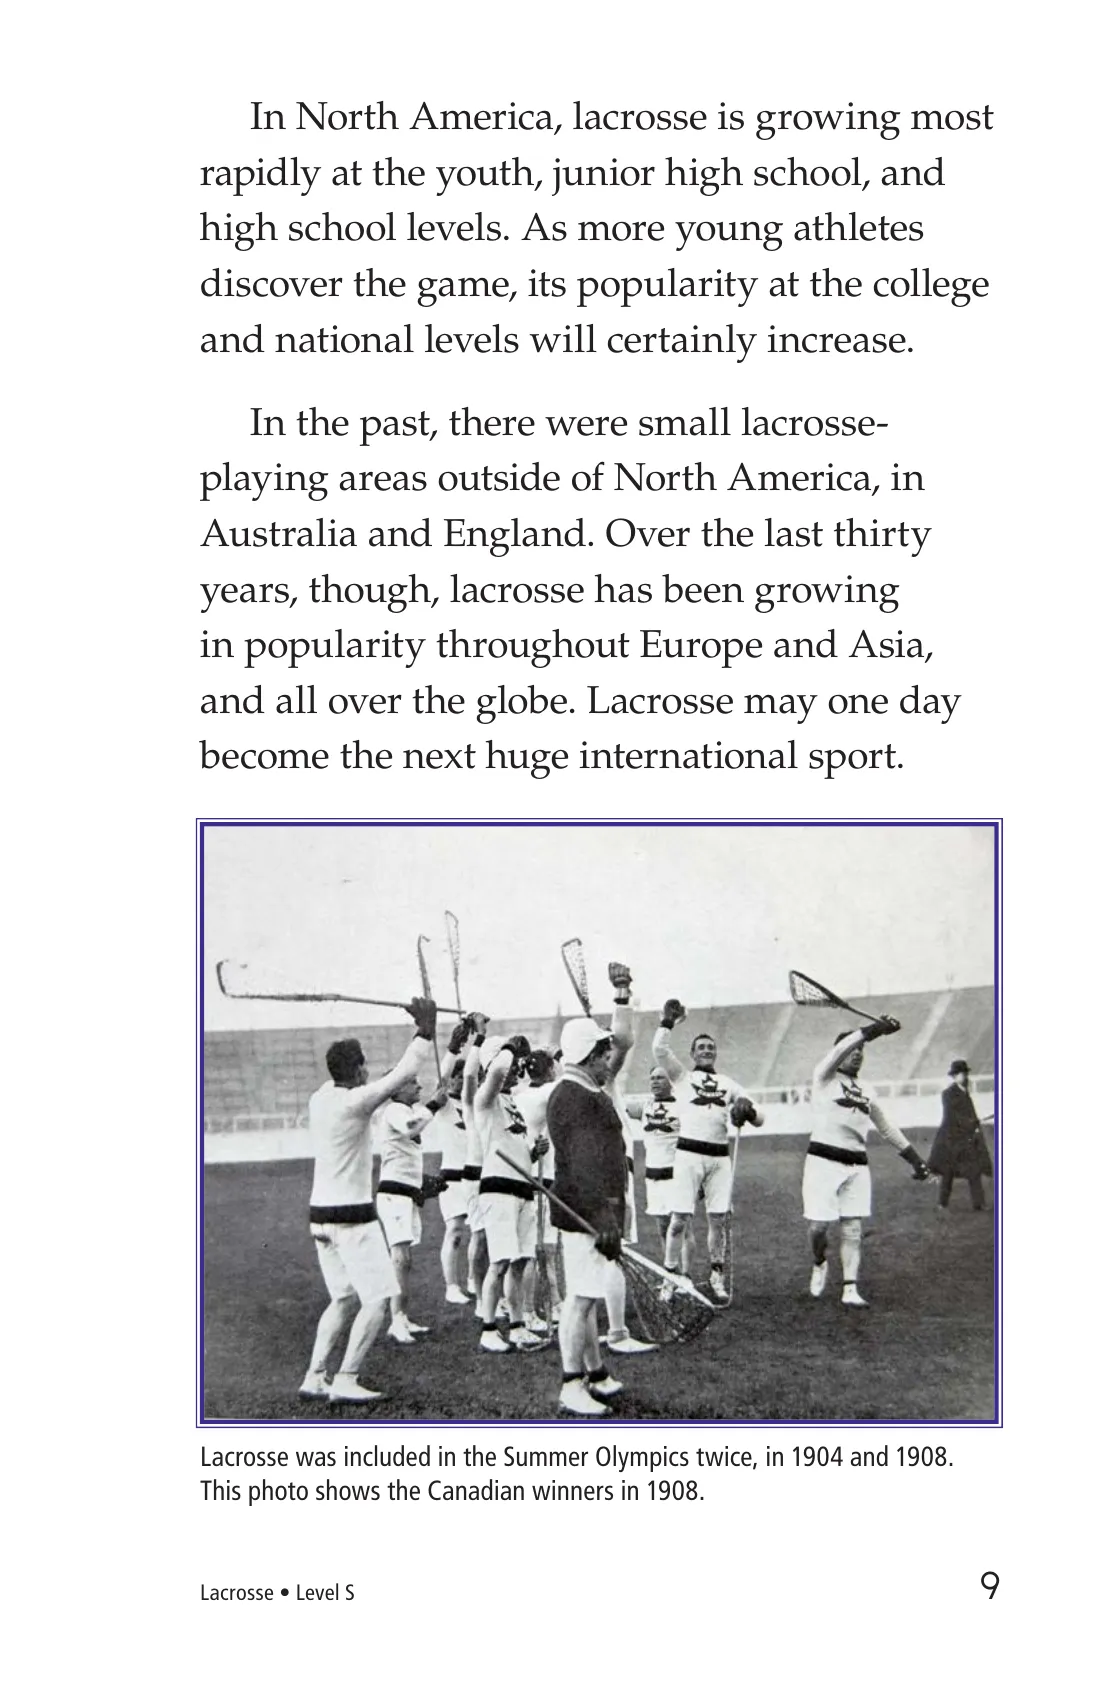 In North America, lacrosse is growing most
rapidly at the youth, junior high school, and
high school levels. As more young athletes
discover the game, its popularity at the college
and national levels will certainly increase.
In the past, there were small lacrosse-
playing areas outside of North America, in
Australia and England. Over the last thirty
years, though, lacrosse has been growing
in popularity throughout Europe and Asia,
and all over the globe. Lacrosse may one day
become the next huge international sport.
Lacrosse was included in the Summer Olympics twice, in 1904 and 1908.
This photo shows the Canadian winners in 1908.
Lacrosse • Level S
9